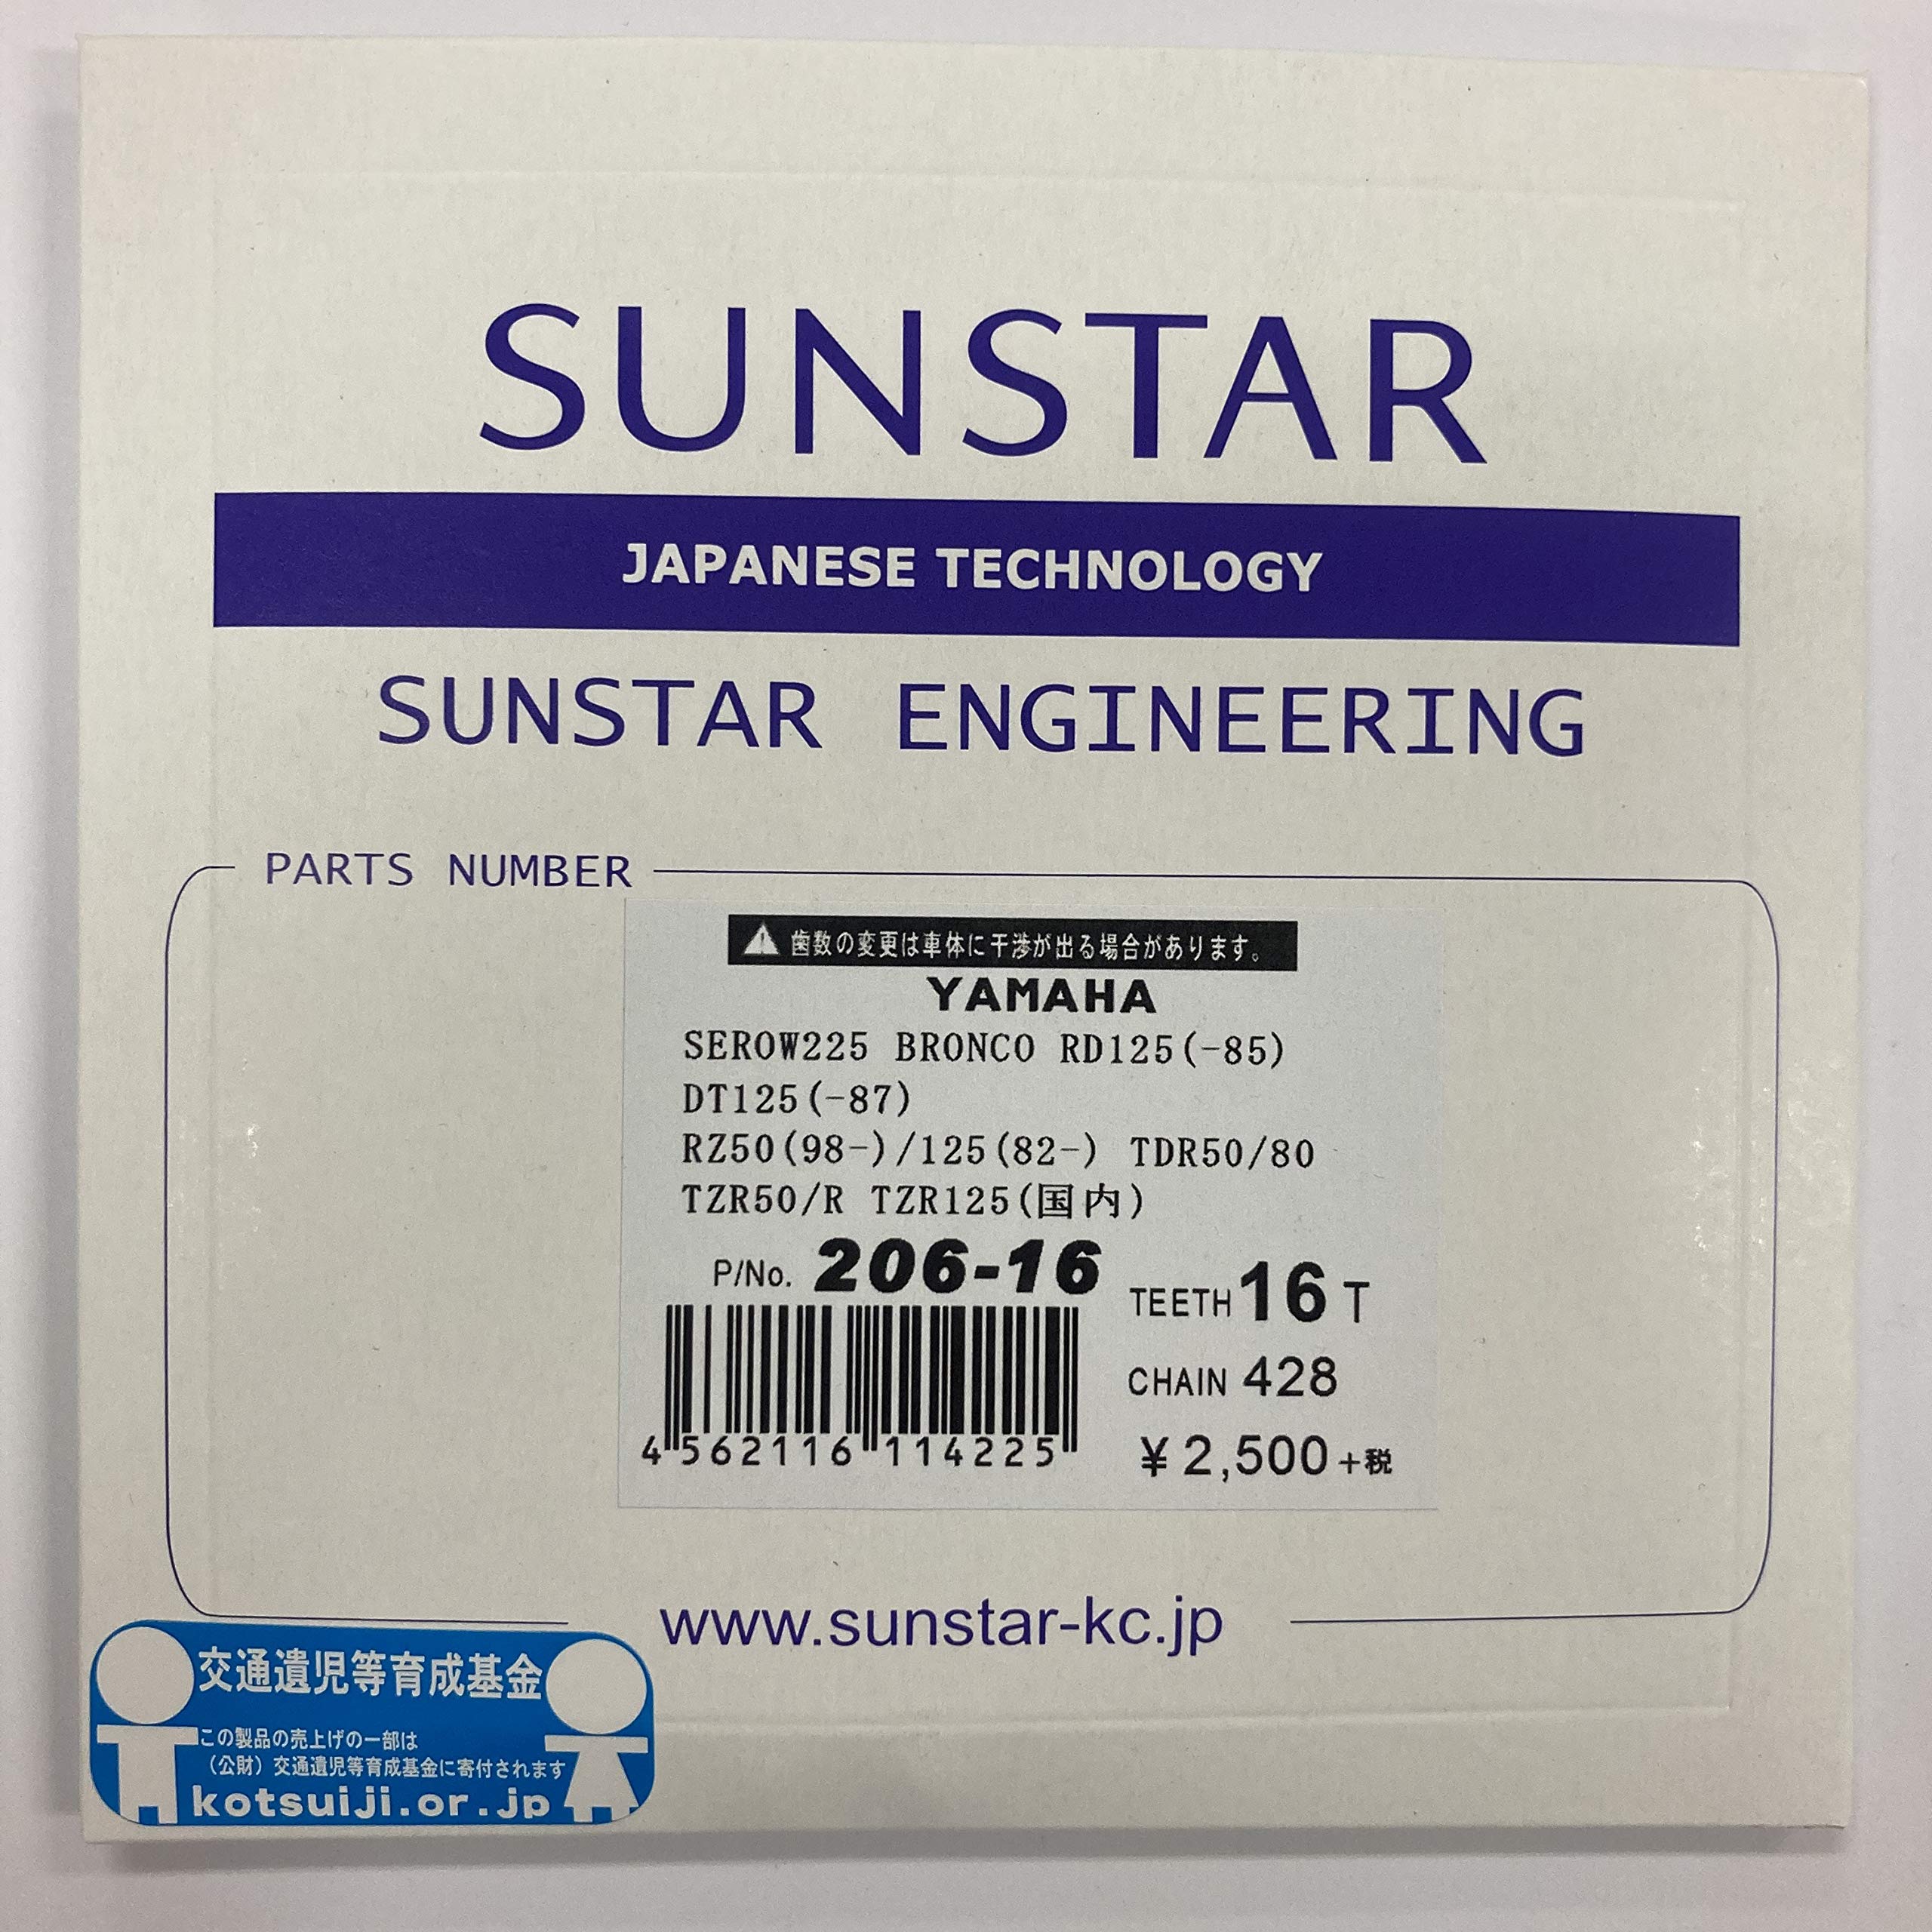 SUNSTAR
JAPANESE TECHNOLOGY
SUNSTAR ENGINEERING
PARTS NUMBER
歯数の変更は車体に干渉が出る場合があります。
YAMAHA
SEROW225 BRONCO RD125(-85)
DT125(-87)
RZ50(98-)/125(82-) TDR50/80
TZR50/R TZR125(国内)
P/No. 206-16
TEETH 16 T
CHAIN 428
4562116114225
¥2,500+税
www.sunstar-kc.jp
交通遺児等育成基金
この製品の売上げの一部は
（公財）交通遺児等育成基金に寄付されます
kotsuiji.or.jp